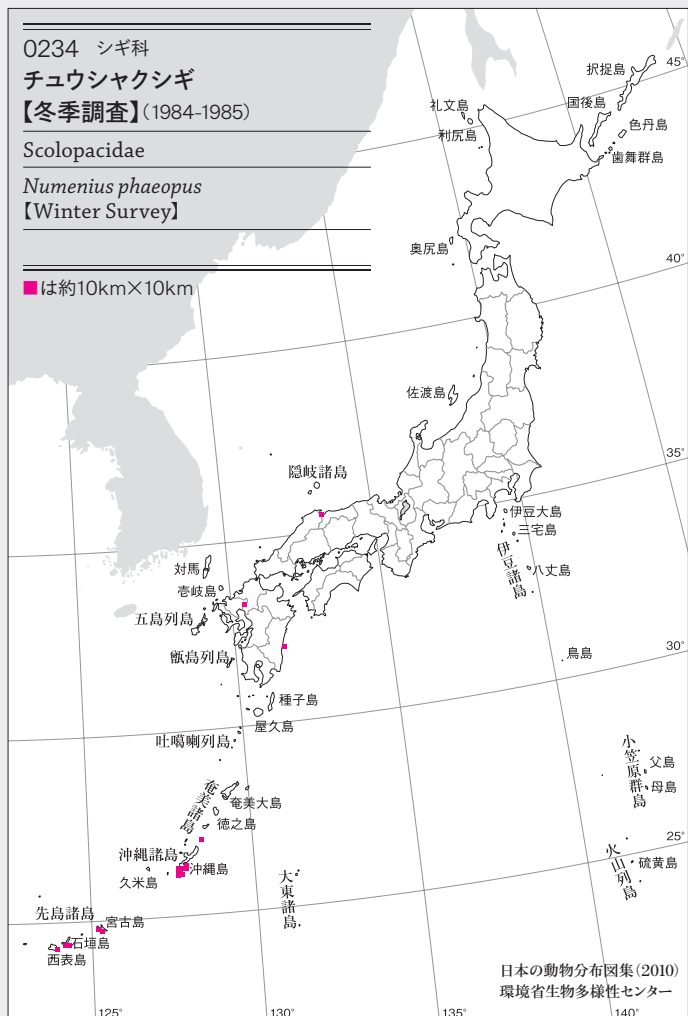 0234 シギ科
チュウシャクシギ
【冬季調査】(1984-1985)
Scolopacidae
Numenius phaeopus
【Winter Survey】
■は約10km×10km
45°
択捉島
国後島
礼文島
色丹島
利尻島
歯舞群島
奥尻島
40°
佐渡島
35°
隠岐諸島
伊豆大島
三宅島
伊豆諸島
八丈島
対馬
壱岐島
五島列島
甑島列島
鳥島
30°
種子島
屋久島
吐噶喇列島
小笠原群島
父島
母島
奄美諸島
奄美大島
徳之島
25°
沖縄諸島
沖縄島
久米島
大東諸島
火山列島
硫黄島
先島諸島
宮古島
石垣島
西表島
日本の動物分布図集(2010)
環境省生物多様性センター
125°
130°
135°
140°